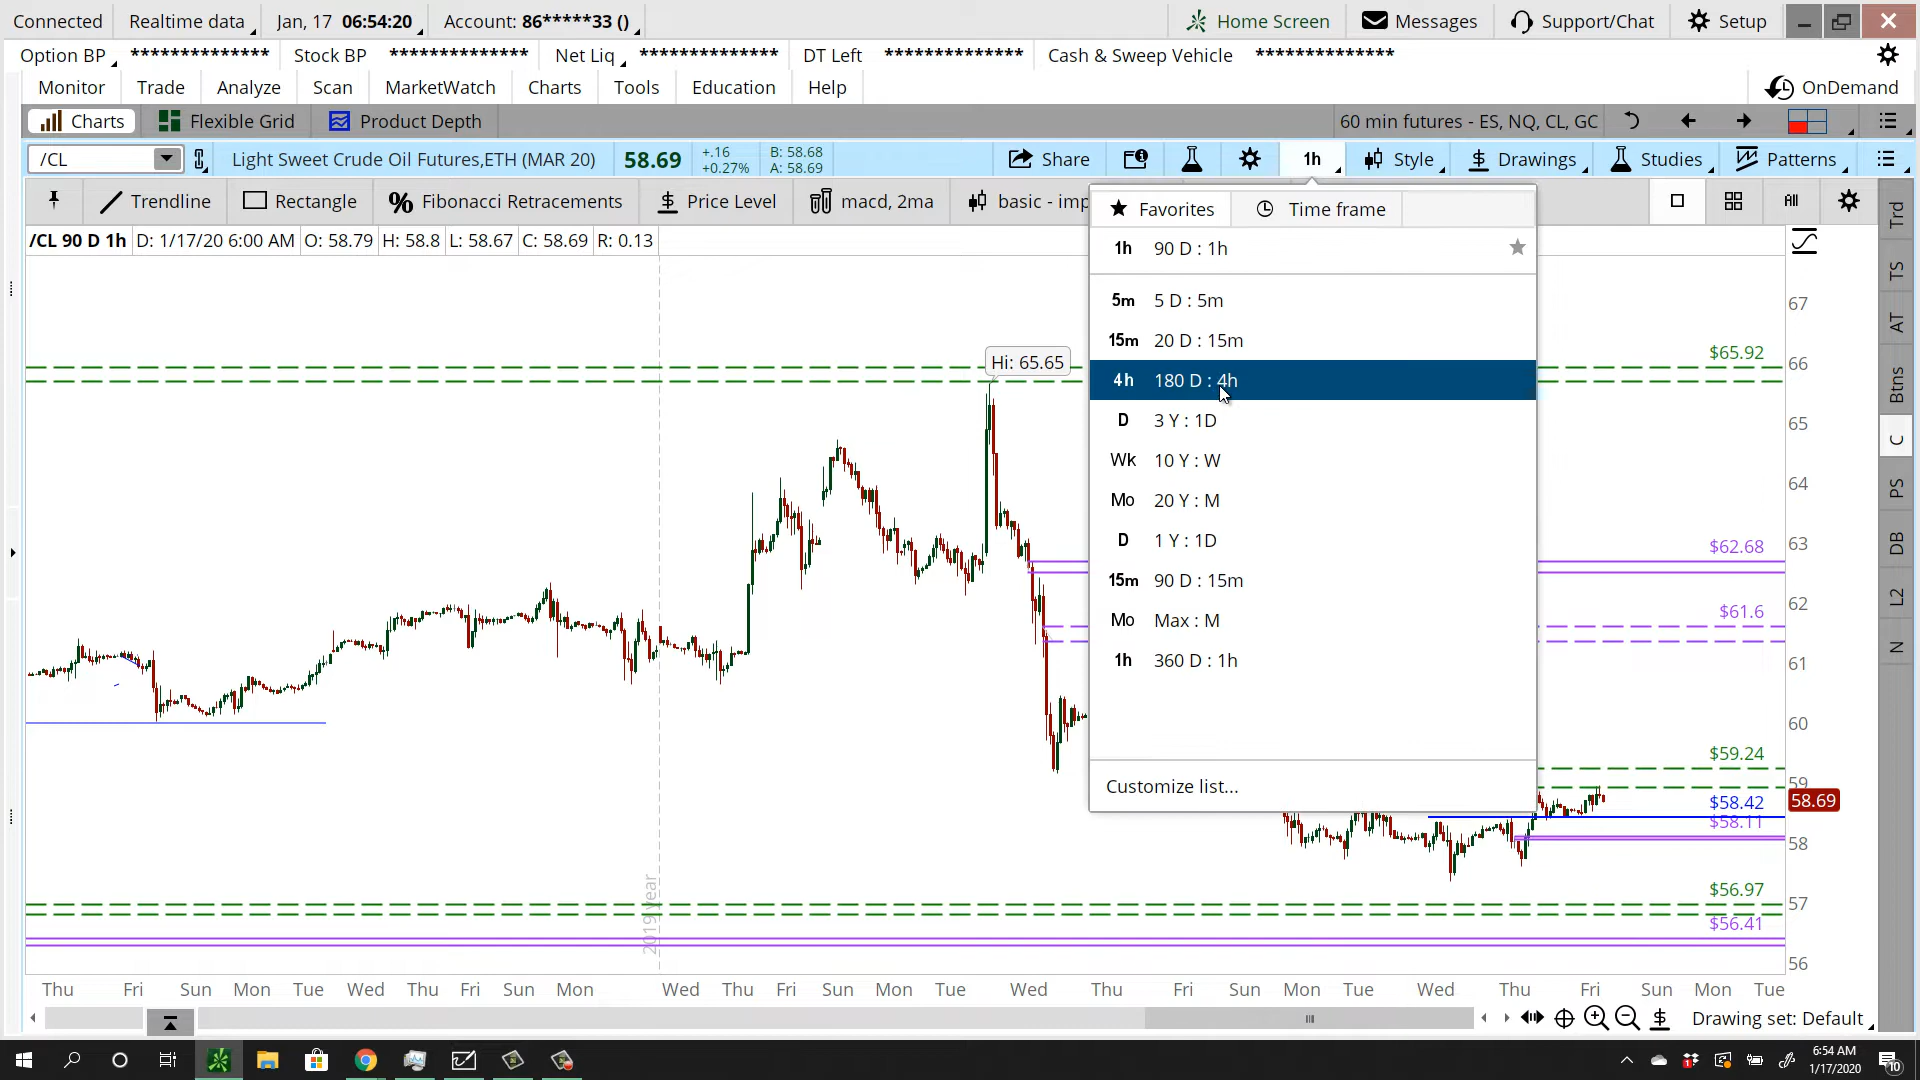 Connected Realtime data Jan, 17 06:54:20 Account: 86*****33 () Home Screen Messages Support/Chat Setup
Option BP ************** Stock BP ************** Net Liq ************** DT Left ************** Cash & Sweep Vehicle **************
Monitor Trade Analyze Scan MarketWatch Charts Tools Education Help OnDemand
Charts Flexible Grid Product Depth 60 min futures - ES, NQ, CL, GC
/CL Light Sweet Crude Oil Futures,ETH (MAR 20) 58.69 +.16 B: 58.68 Share 1h Style Drawings Studies Patterns
+0.27% A: 58.69
Trendline Rectangle Fibonacci Retracements Price Level macd, 2ma basic - imp All
/CL 90 D 1h D: 1/17/20 6:00 AM O: 58.79 H: 58.8 L: 58.67 C: 58.69 R: 0.13
Favorites Time frame
1h 90 D : 1h
5m 5 D : 5m
15m 20 D : 15m
4h 180 D : 4h
D 3 Y : 1D
Wk 10 Y : W
Mo 20 Y : M
D 1 Y : 1D
15m 90 D : 15m
Mo Max : M
1h 360 D : 1h
Customize list...
Hi: 65.65
2019 year
67
$65.92
66
65
64
$62.68
63
$61.6
62
61
60
$59.24
59
$58.42
58.69
$58.11
58
$56.97
57
$56.41
56
Trd
TS
AT
Btns
C
PS
DB
L2
N
Thu Fri Sun Mon Tue Wed Thu Fri Sun Mon Wed Thu Fri Sun Mon Tue Wed Thu Fri Sun Mon Tue Wed Thu Fri Sun Mon Tue
Drawing set: Default
6:54 AM
1/17/2020
10